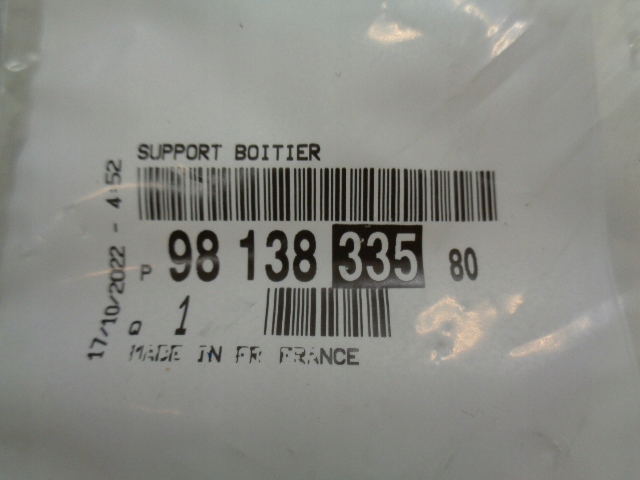 SUPPORT BOITIER
P 98 138 335 80
Q 1
MADE IN FR FRANCE
17/10/2022 - 4:52